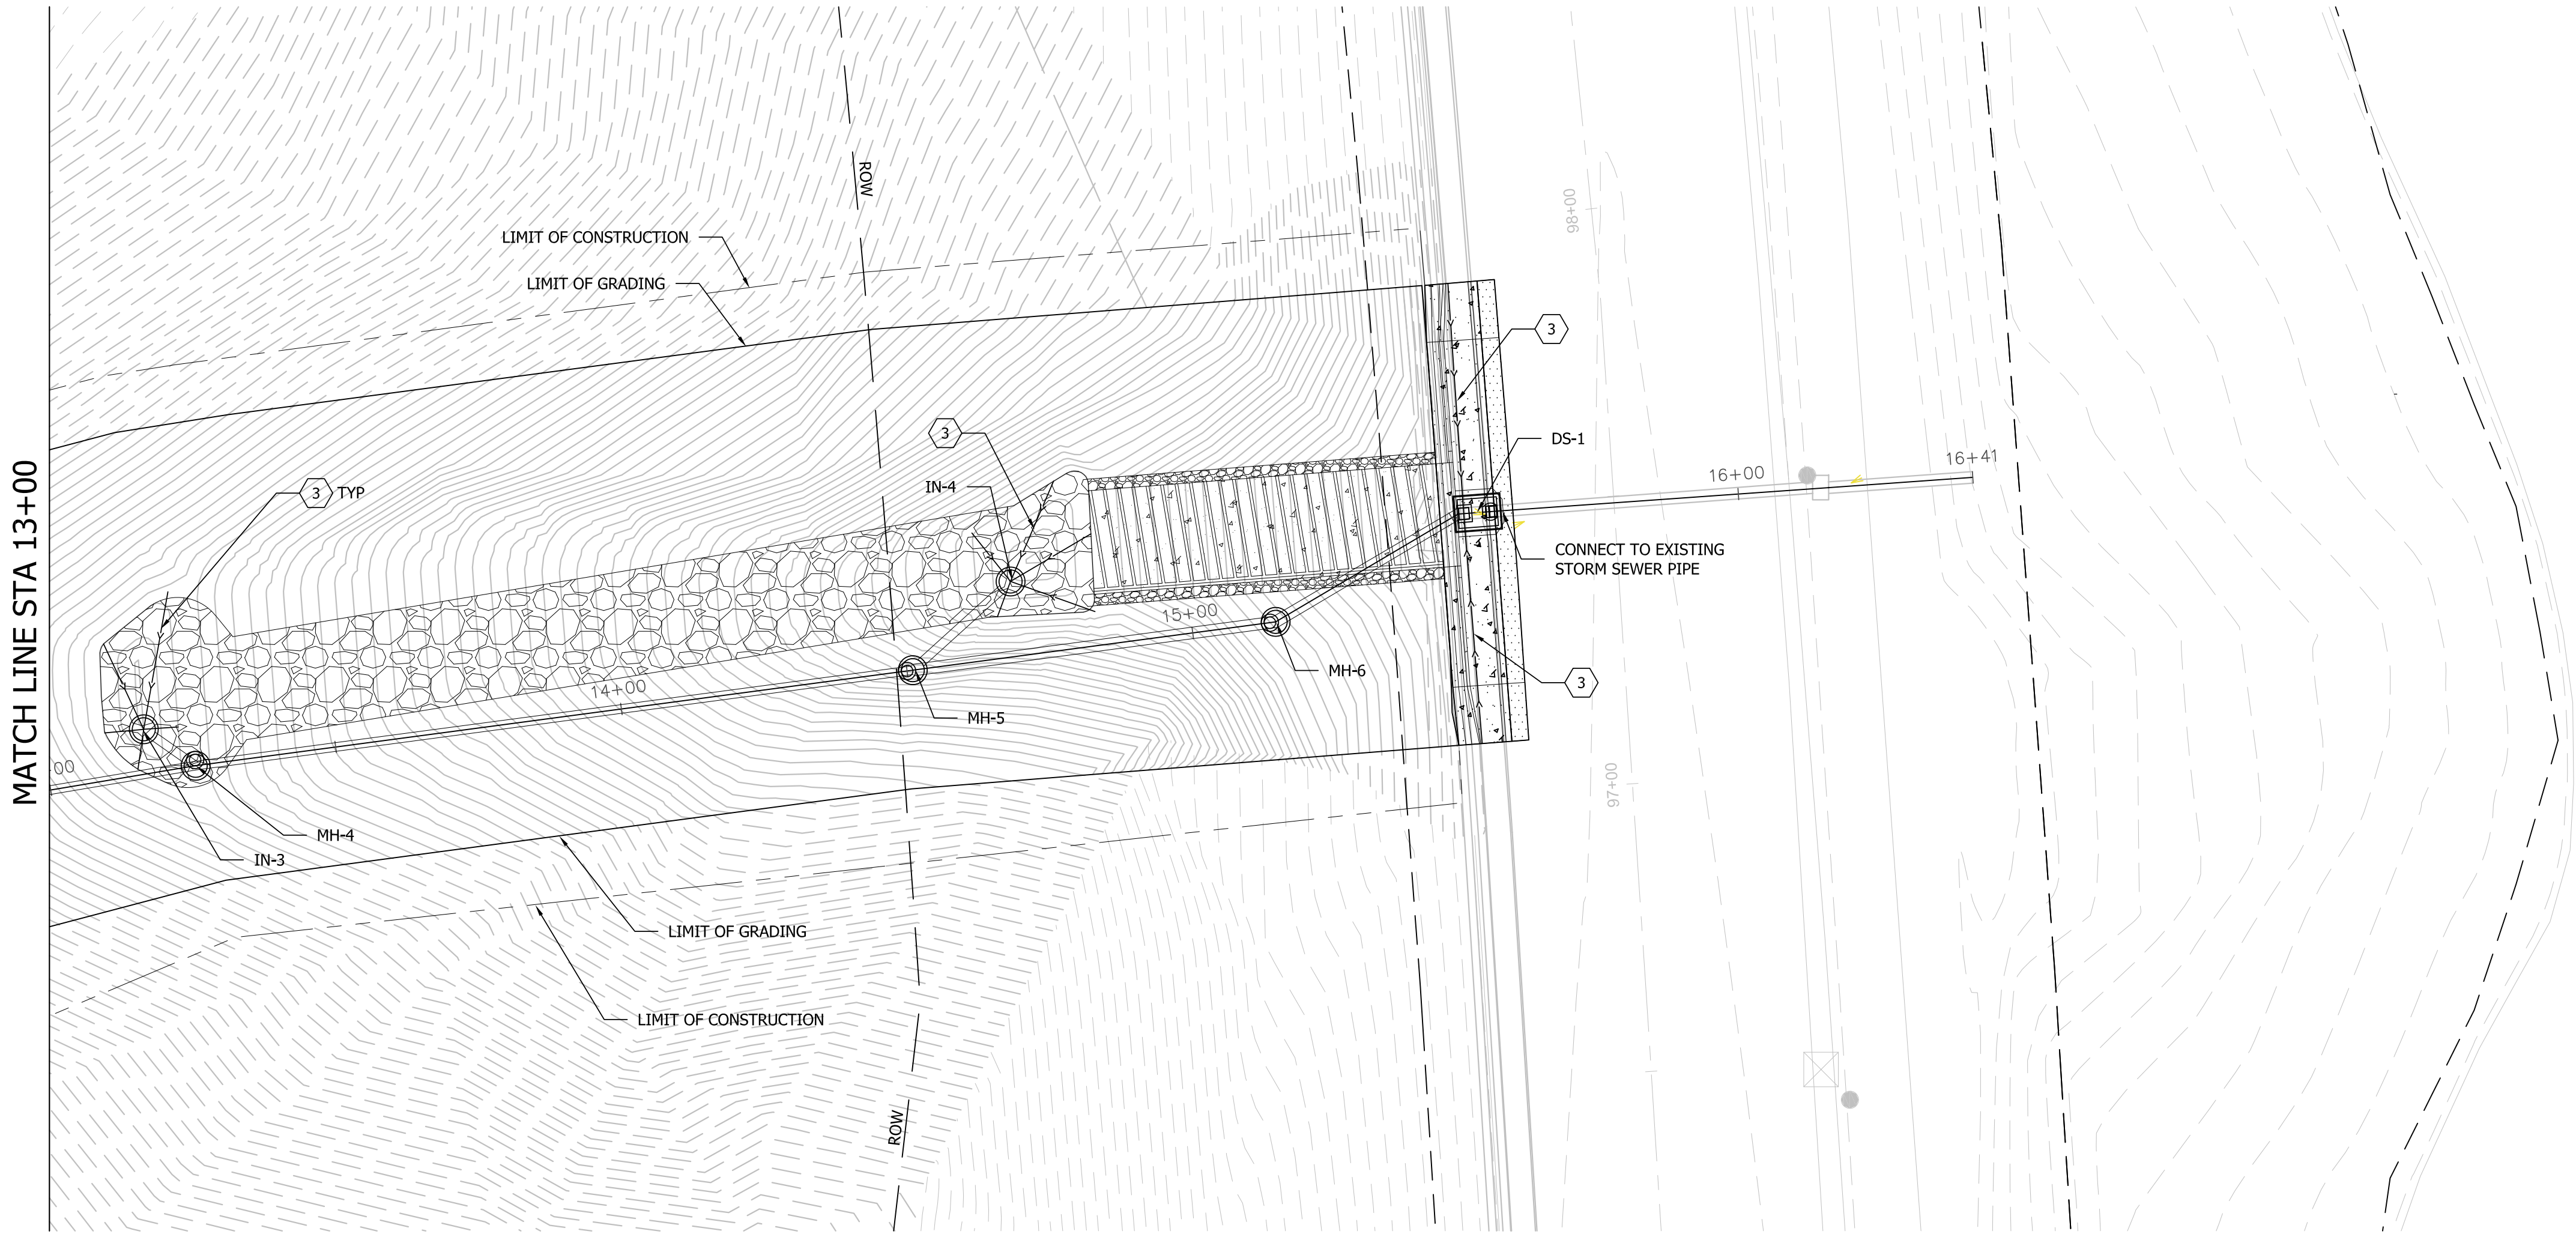 MATCH LINE STA 13+00
ROW
98+00
LIMIT OF CONSTRUCTION
LIMIT OF GRADING
3
3
DS-1
3 TYP
IN-4
16+00
16+41
CONNECT TO EXISTING
STORM SEWER PIPE
15+00
MH-6
3
14+00
MH-5
00
97+00
MH-4
IN-3
LIMIT OF GRADING
LIMIT OF CONSTRUCTION
ROW